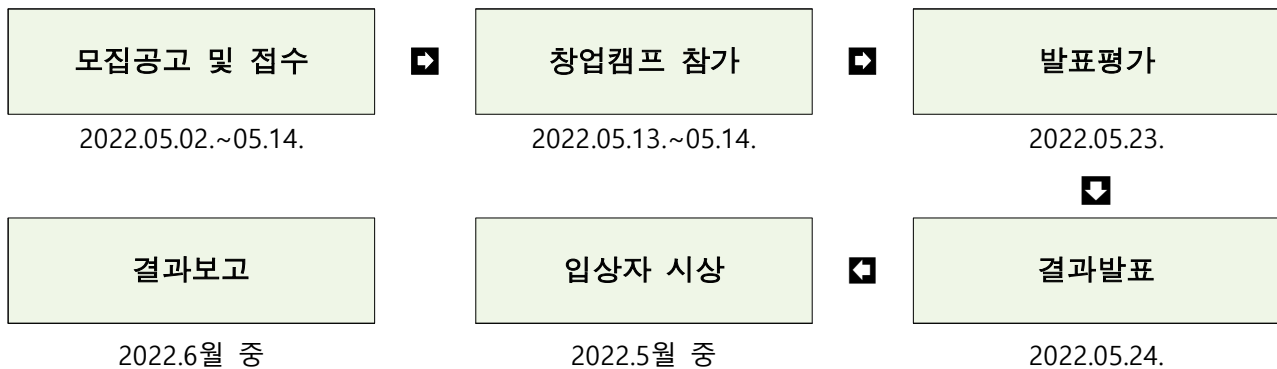 모집공고 및 접수
창업캠프 참가
발표평가
2022.05.02.~05.14.
2022.05.13.~05.14.
2022.05.23.
결과보고
입상자 시상
결과발표
2022.6월 중
2022.5월 중
2022.05.24.